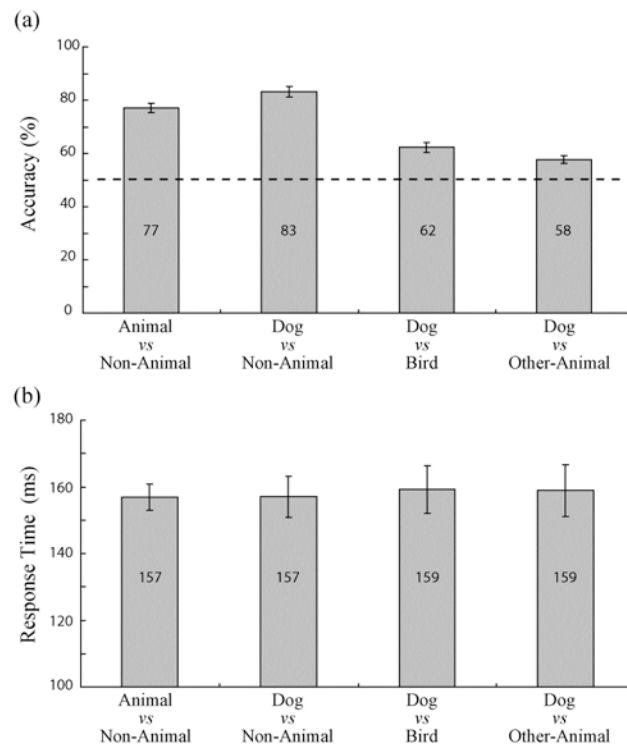 (a)
100
80
60
40
20
0
Accuracy (%)
77
83
62
58
Animal
vs
Non-Animal
Dog
vs
Non-Animal
Dog
vs
Bird
Dog
vs
Other-Animal
(b)
180
160
140
120
100
Response Time (ms)
157
157
159
159
Animal
vs
Non-Animal
Dog
vs
Non-Animal
Dog
vs
Bird
Dog
vs
Other-Animal